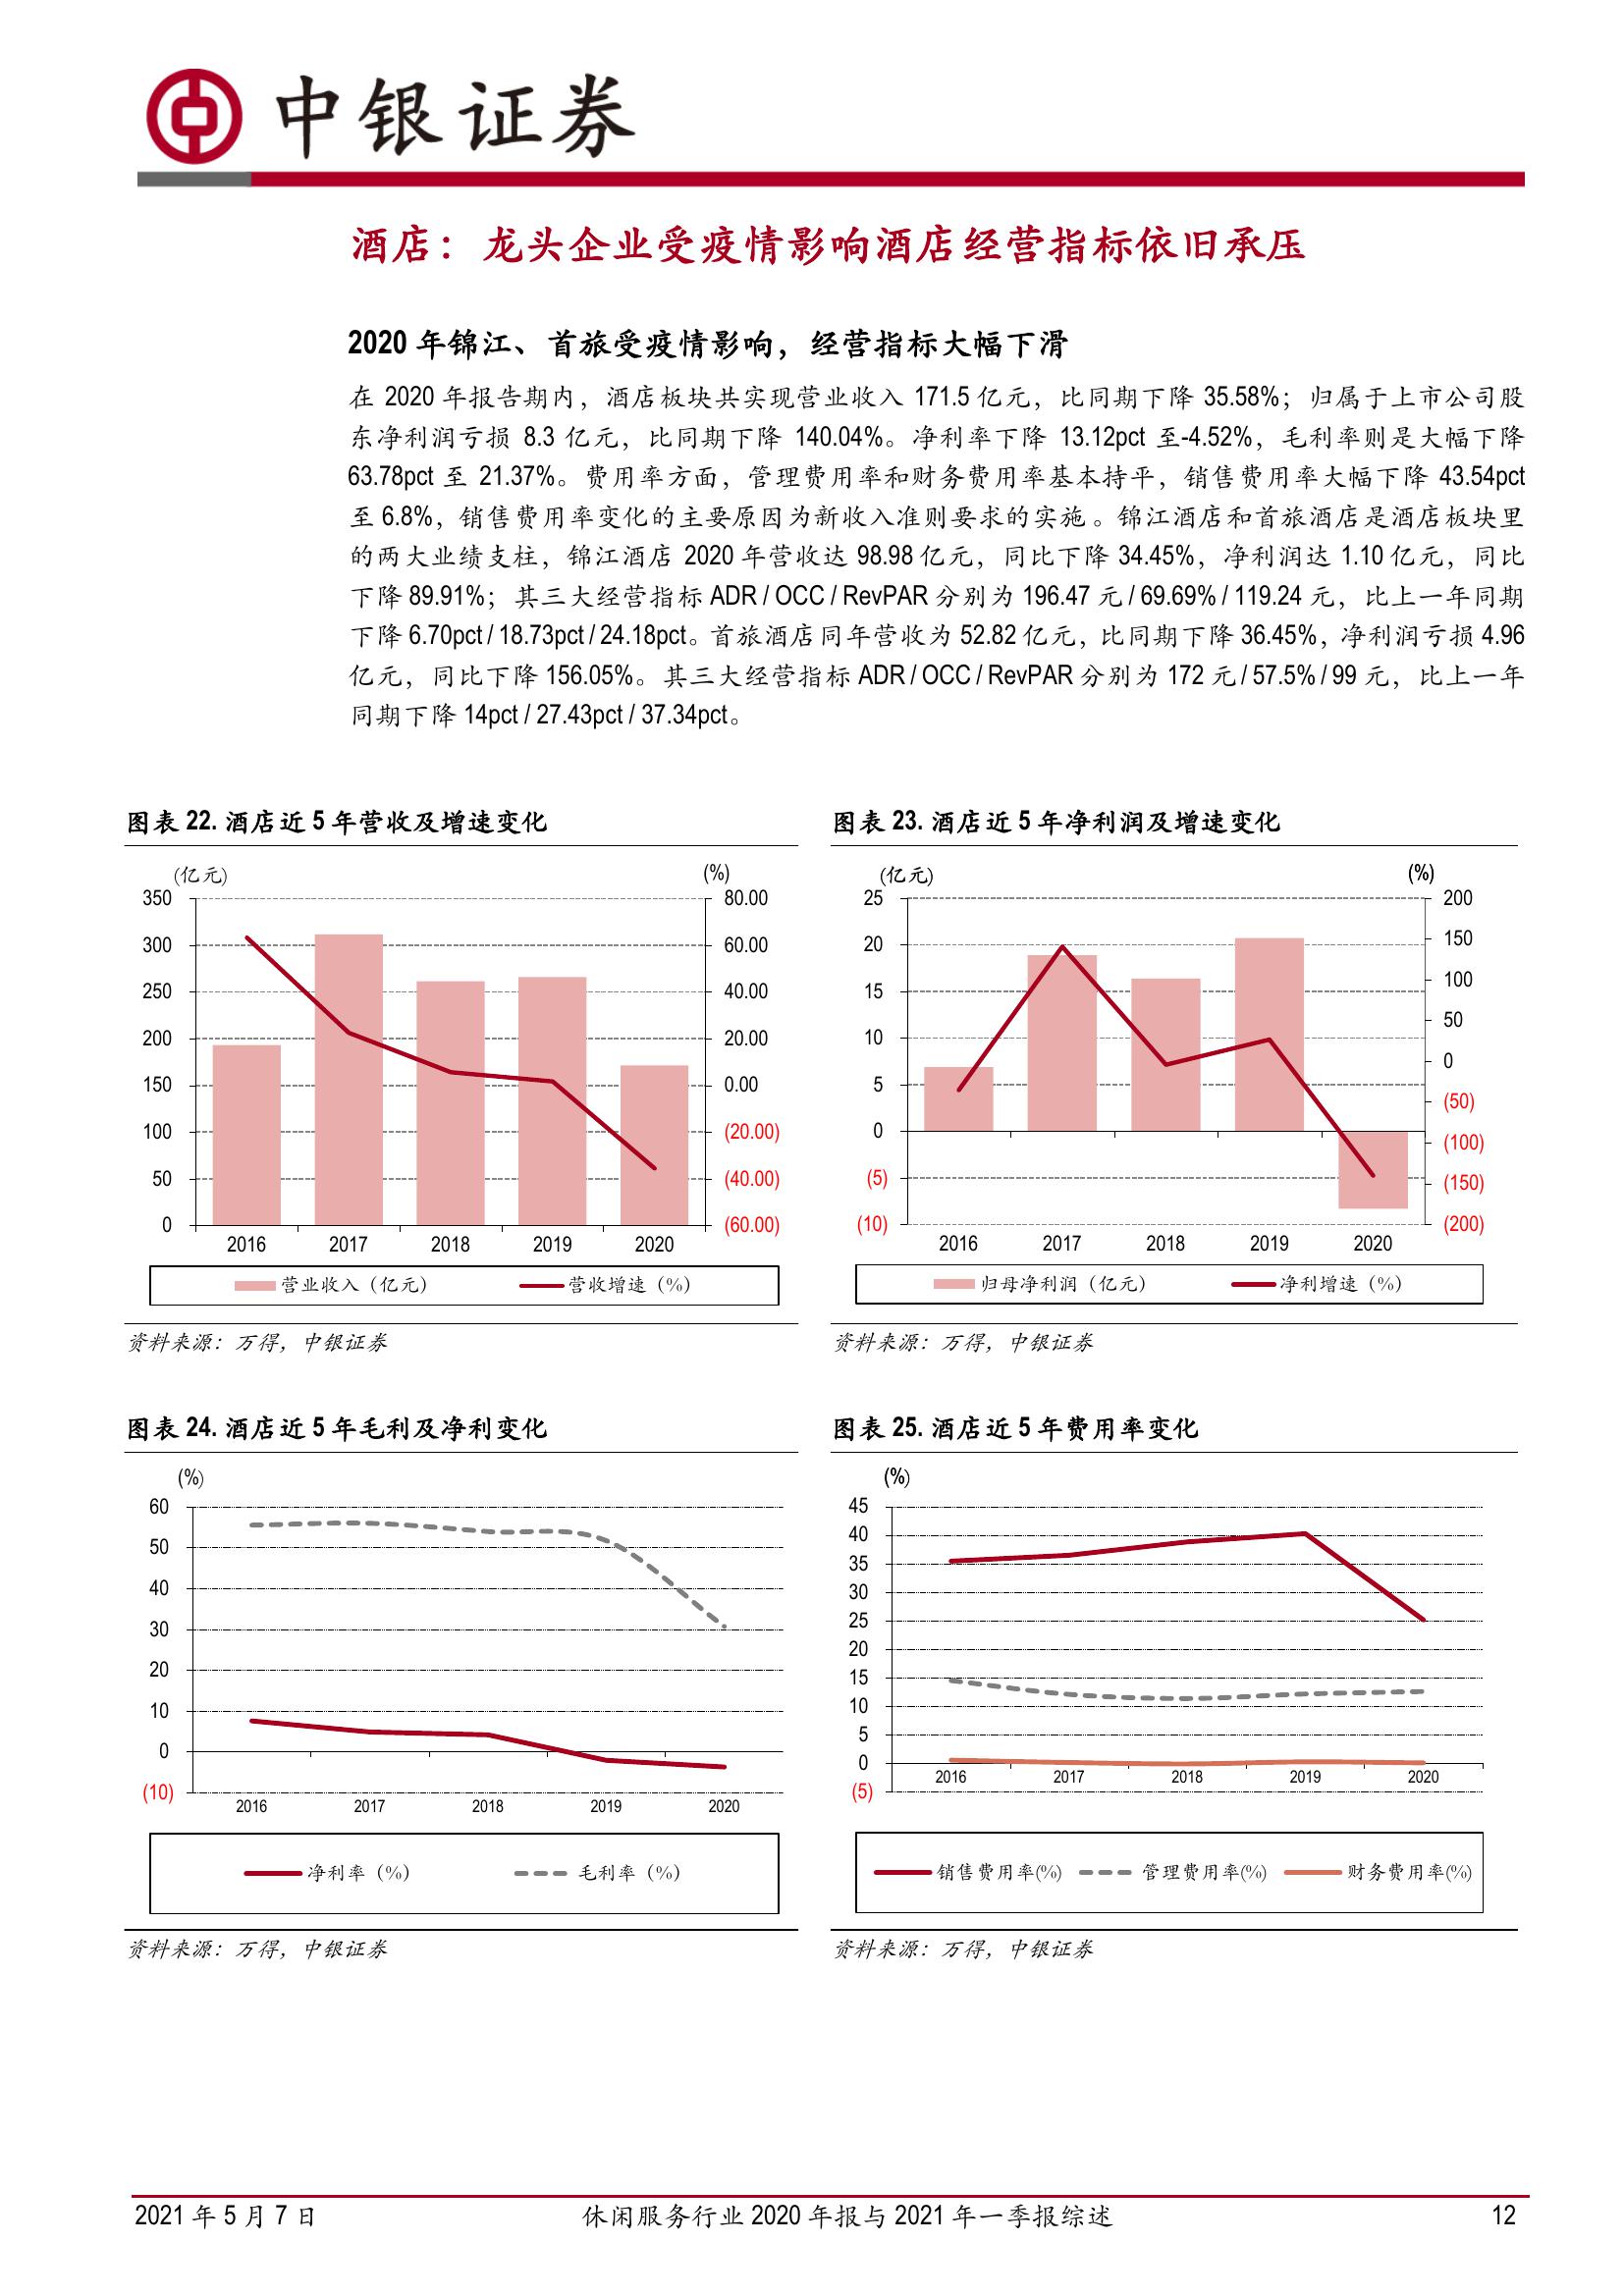 中银证券
酒店：龙头企业受疫情影响酒店经营指标依旧承压
2020 年锦江、首旅受疫情影响，经营指标大幅下滑
在 2020 年报告期内，酒店板块共实现营业收入 171.5 亿元，比同期下降 35.58%；归属于上市公司股
东净利润亏损 8.3 亿元，比同期下降 140.04%。净利率下降 13.12pct 至-4.52%，毛利率则是大幅下降
63.78pct 至 21.37%。费用率方面，管理费用率和财务费用率基本持平，销售费用率大幅下降 43.54pct
至 6.8%，销售费用率变化的主要原因为新收入准则要求的实施。锦江酒店和首旅酒店是酒店板块里
的两大业绩支柱，锦江酒店 2020 年营收达 98.98 亿元，同比下降 34.45%，净利润达 1.10 亿元，同比
下降 89.91%；其三大经营指标 ADR / OCC / RevPAR 分别为 196.47 元 / 69.69% / 119.24 元，比上一年同期
下降 6.70pct / 18.73pct / 24.18pct。首旅酒店同年营收为 52.82 亿元，比同期下降 36.45%，净利润亏损 4.96
亿元，同比下降 156.05%。其三大经营指标 ADR / OCC / RevPAR 分别为 172 元 / 57.5% / 99 元，比上一年
同期下降 14pct / 27.43pct / 37.34pct。
图表 22. 酒店近 5 年营收及增速变化
(亿元)
(%)
350
300
250
200
150
100
50
0
80.00
60.00
40.00
20.00
0.00
(20.00)
(40.00)
(60.00)
2016 2017 2018 2019 2020
营业收入（亿元） 营收增速（%）
资料来源：万得，中银证券
图表 23. 酒店近 5 年净利润及增速变化
(亿元)
(%)
25
20
15
10
5
0
(5)
(10)
200
150
100
50
0
(50)
(100)
(150)
(200)
2016 2017 2018 2019 2020
归母净利润（亿元） 净利增速（%）
资料来源：万得，中银证券
图表 24. 酒店近 5 年毛利及净利变化
(%)
60
50
40
30
20
10
0
(10)
2016 2017 2018 2019 2020
净利率（%） 毛利率（%）
资料来源：万得，中银证券
图表 25. 酒店近 5 年费用率变化
(%)
45
40
35
30
25
20
15
10
5
0
(5)
2016 2017 2018 2019 2020
销售费用率(%) 管理费用率(%) 财务费用率(%)
资料来源：万得，中银证券
2021 年 5 月 7 日 休闲服务行业 2020 年报与 2021 年一季报综述 12